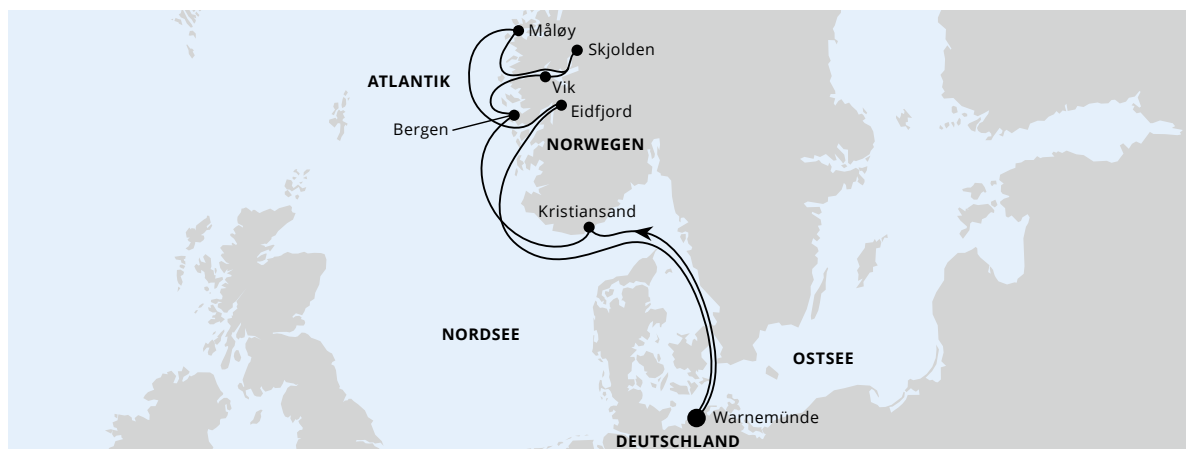 Måløy
Skjolden
ATLANTIK
Vik
Eidfjord
Bergen
NORWEGEN
Kristiansand
NORDSEE
OSTSEE
Warnemünde
DEUTSCHLAND